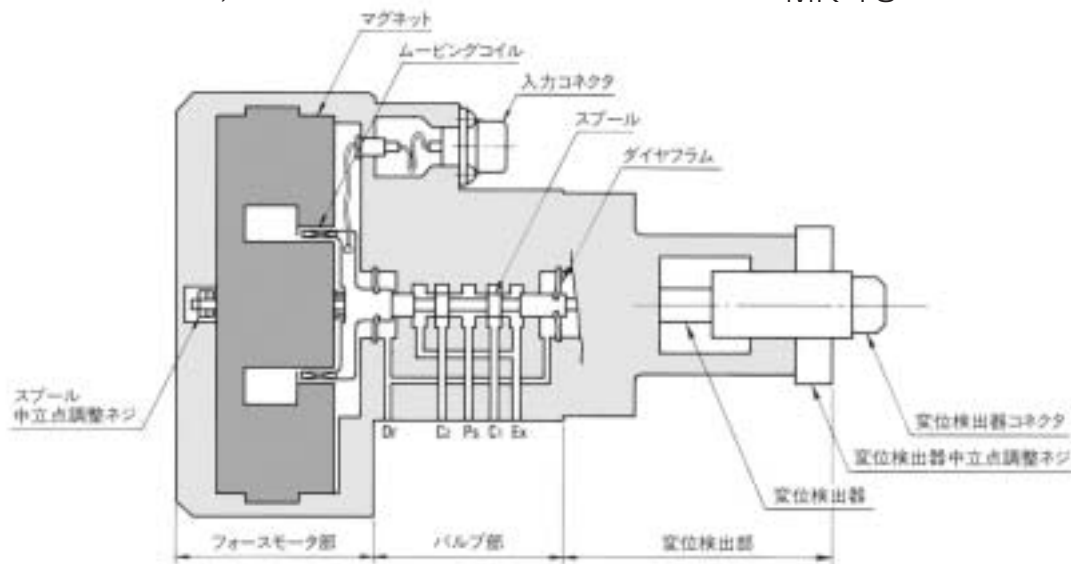 マグネット
ムービングコイル
入力コネクタ
スプール
ダイヤフラム
スプール
中立点調整ネジ
Dr C₂ Ps C₁ Ex
変位検出器コネクタ
変位検出器中立点調整ネジ
変位検出器
フォースモータ部 バルブ部 変位検出部